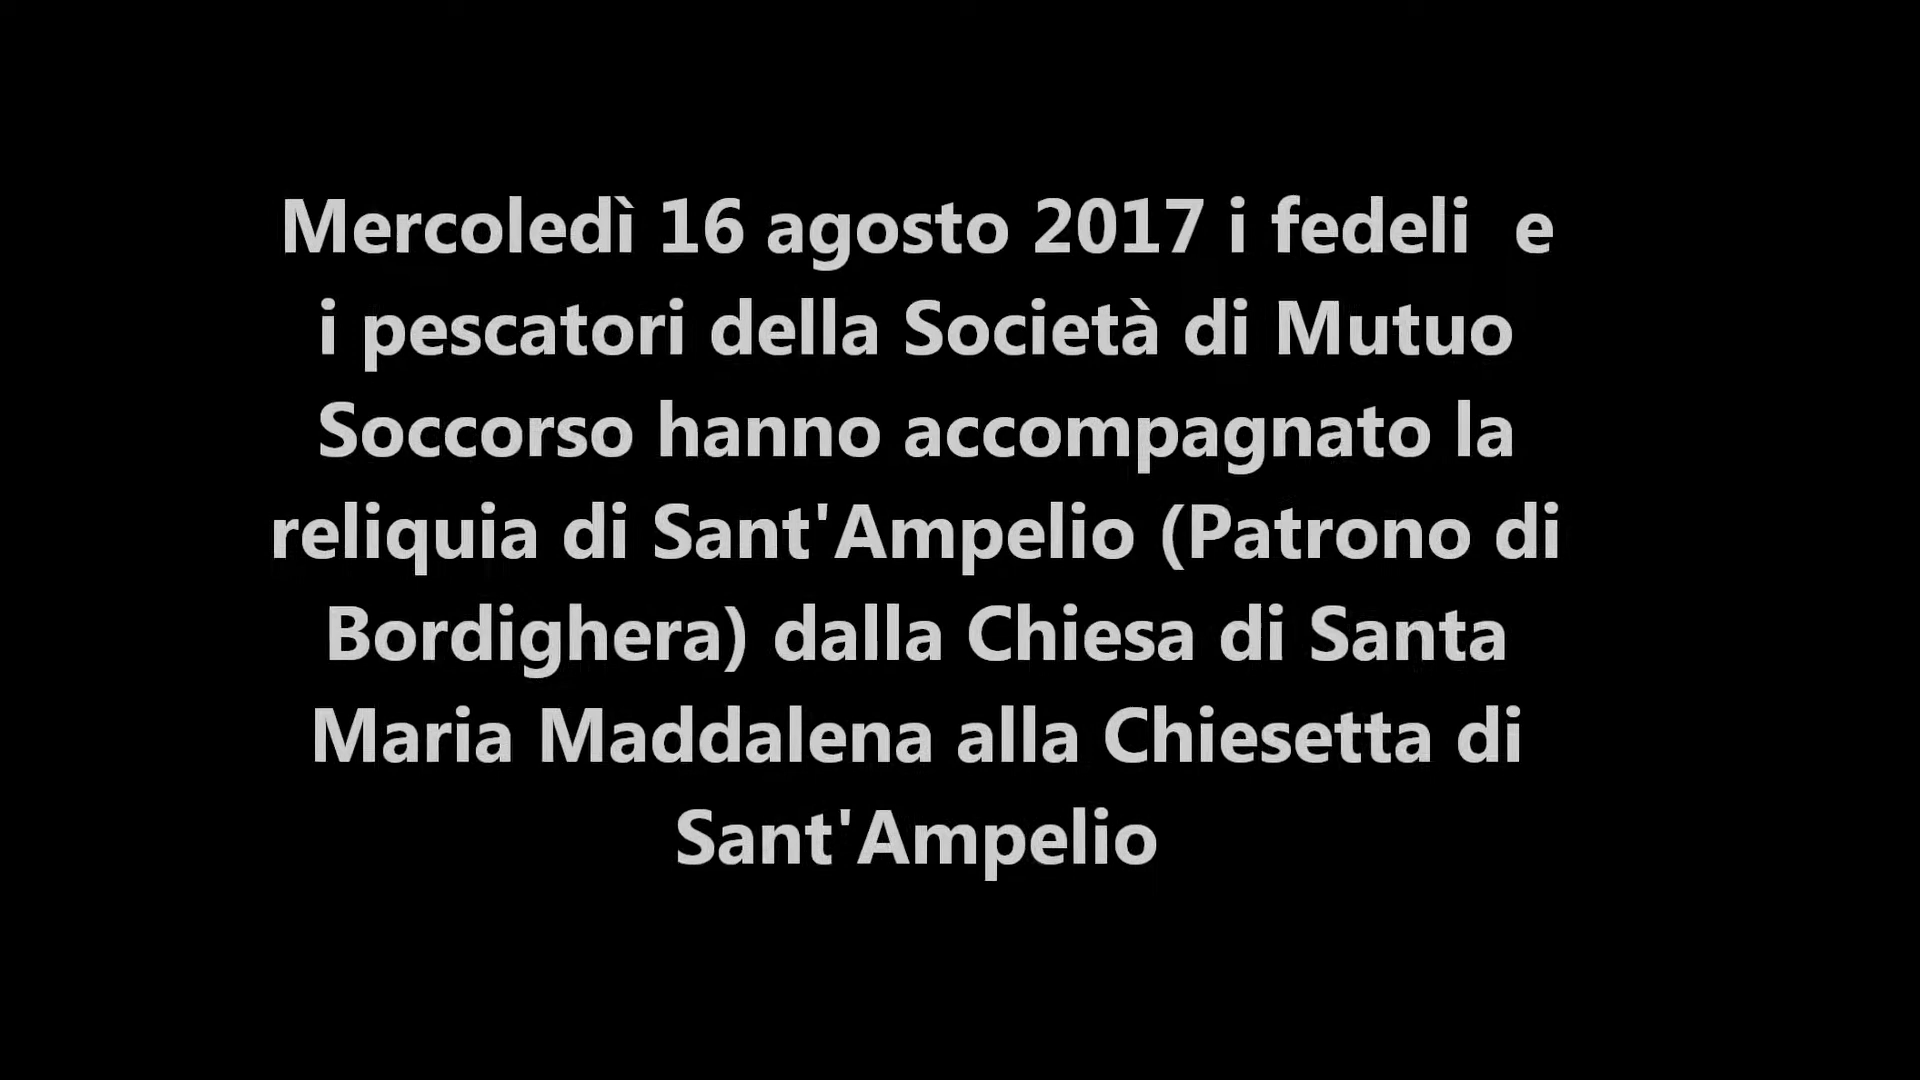 Mercoledì 16 agosto 2017 i fedeli  e
i pescatori della Società di Mutuo
Soccorso hanno accompagnato la
reliquia di Sant'Ampelio (Patrono di
Bordighera) dalla Chiesa di Santa
Maria Maddalena alla Chiesetta di
Sant'Ampelio